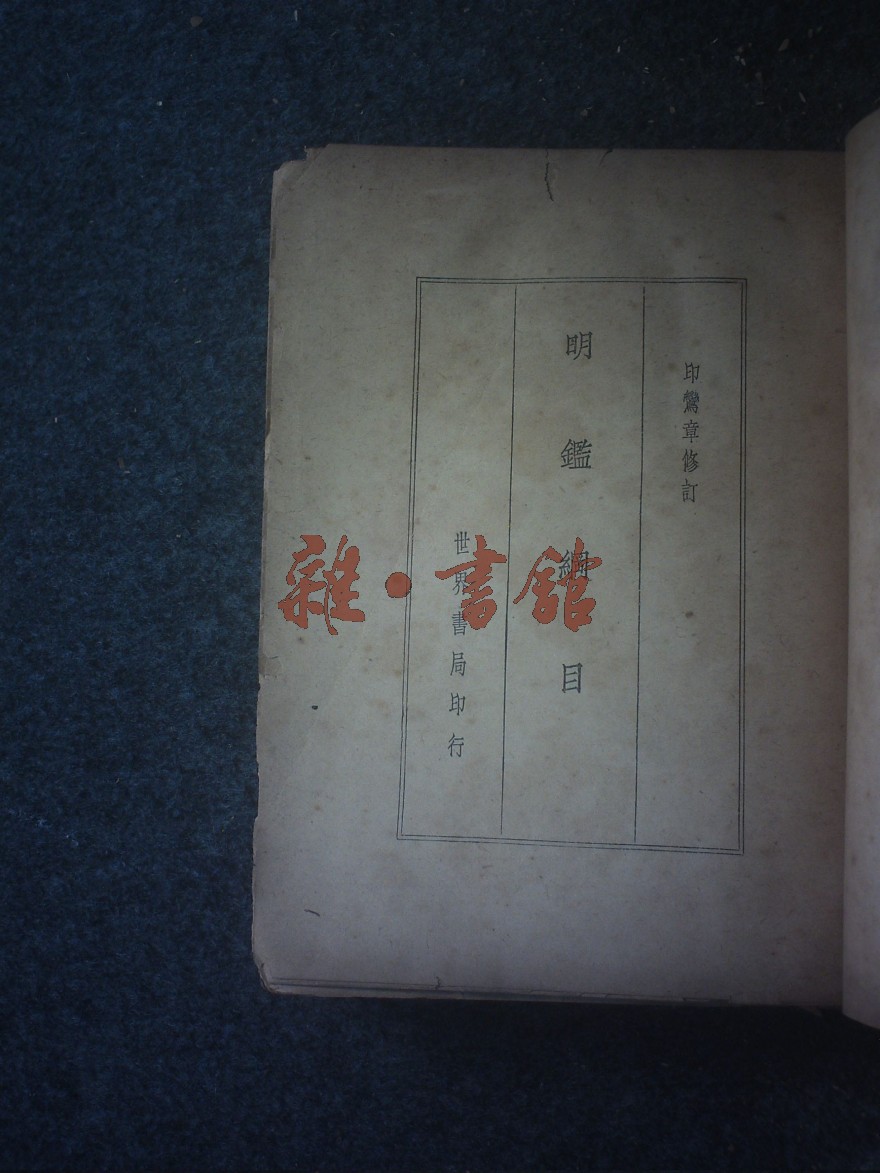 印鸞章修訂
明鑑綱目
世界書局印行
雜·書館